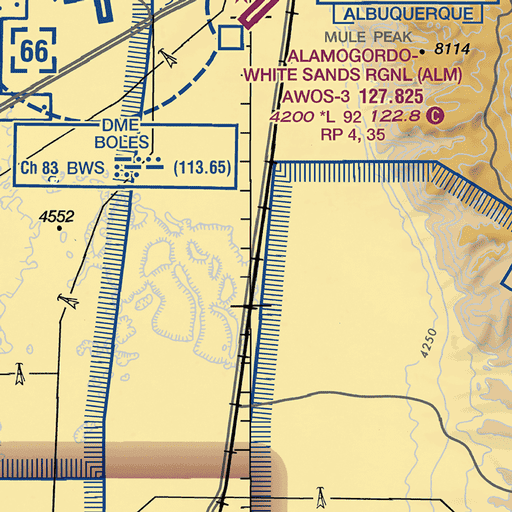 ALBUQUERQUE
66
MULE PEAK
8114
ALAMOGORDO-
WHITE SANDS RGNL (ALM)
AWOS-3 127.825
4200 *L 92 122.8 C
RP 4, 35
DME
BOLES
Ch 83 BWS (113.65)
4552
4250